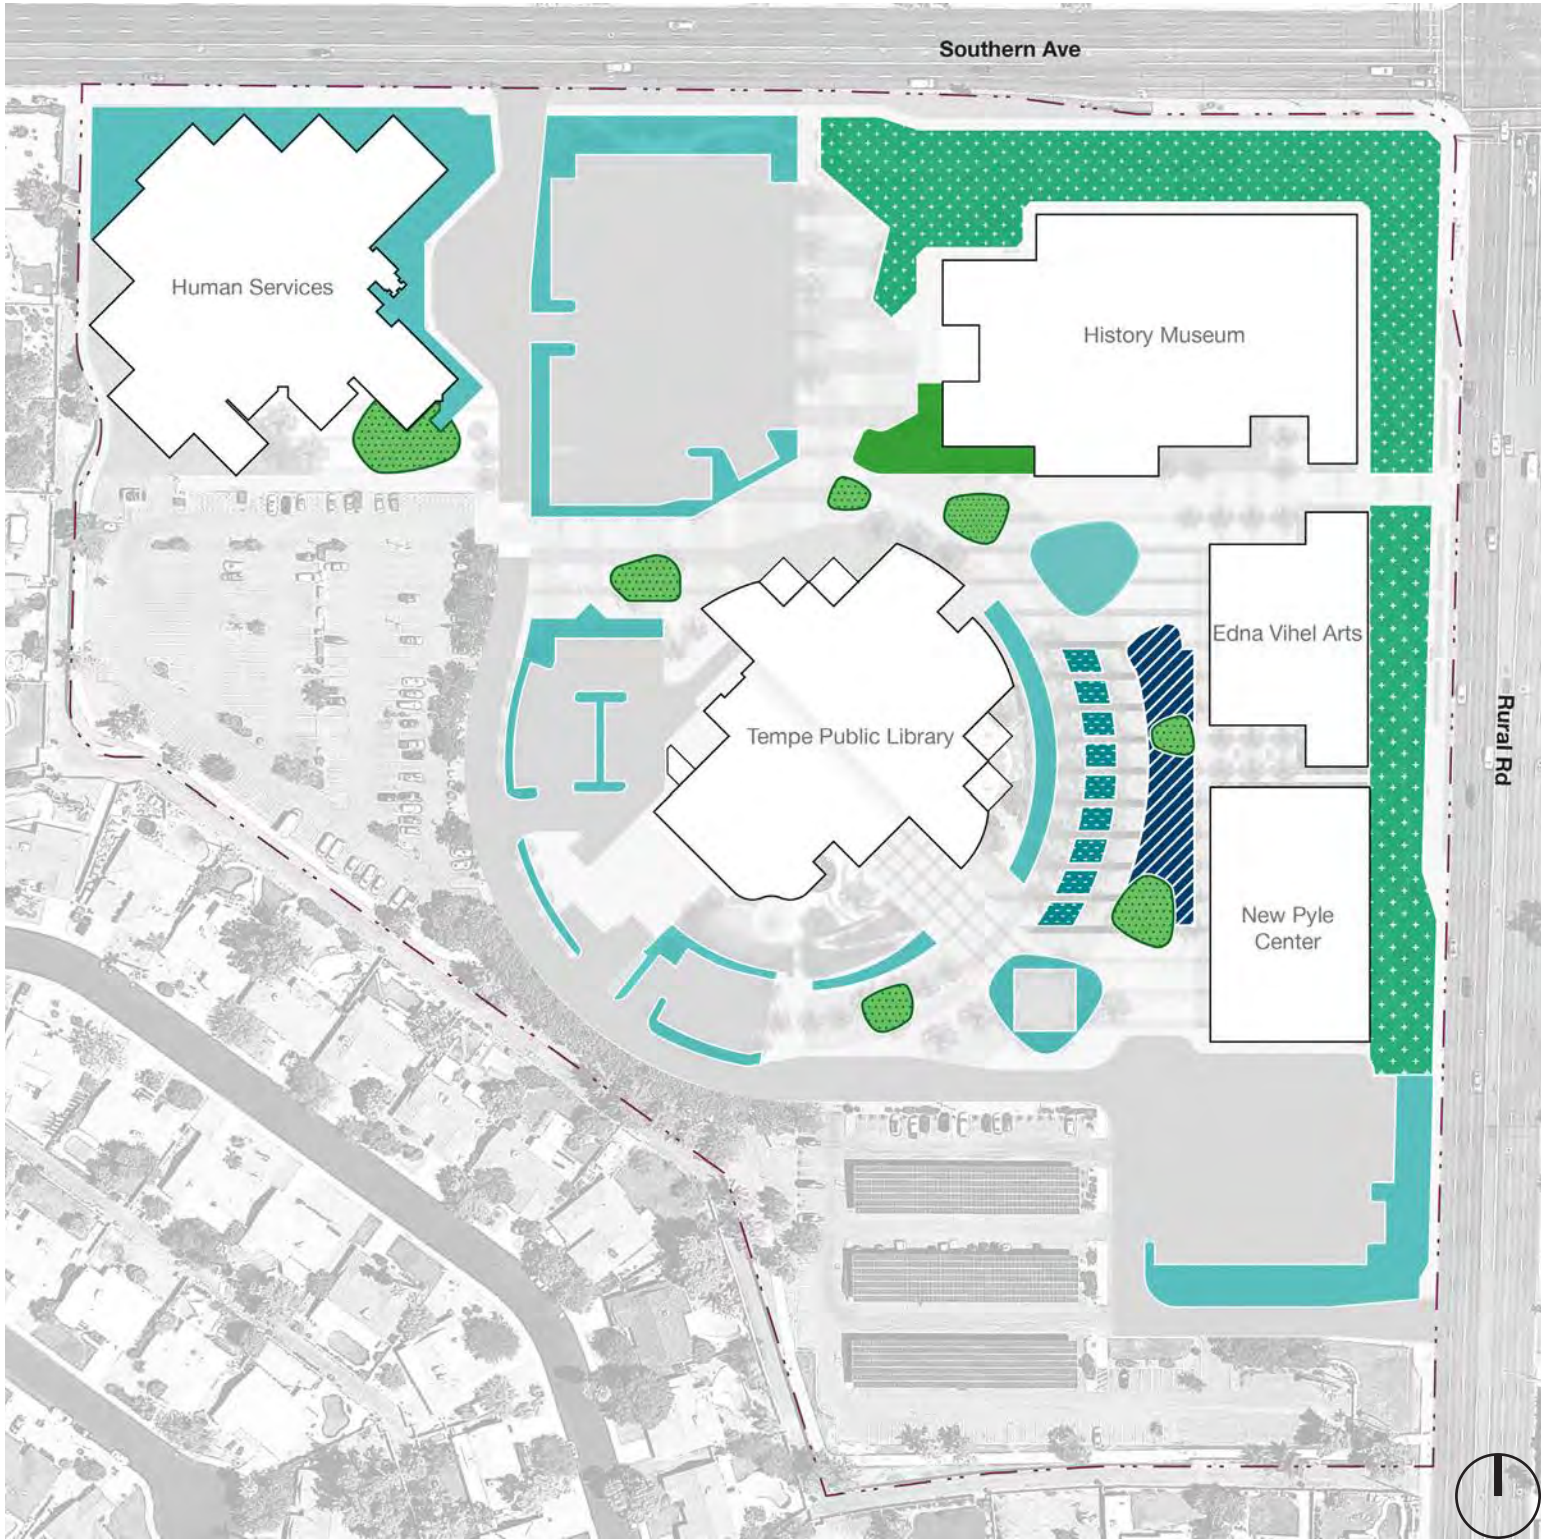 Southern Ave
Human Services
History Museum
Edna Vihel Arts
Rural Rd
Tempe Public Library
New Pyle
Center